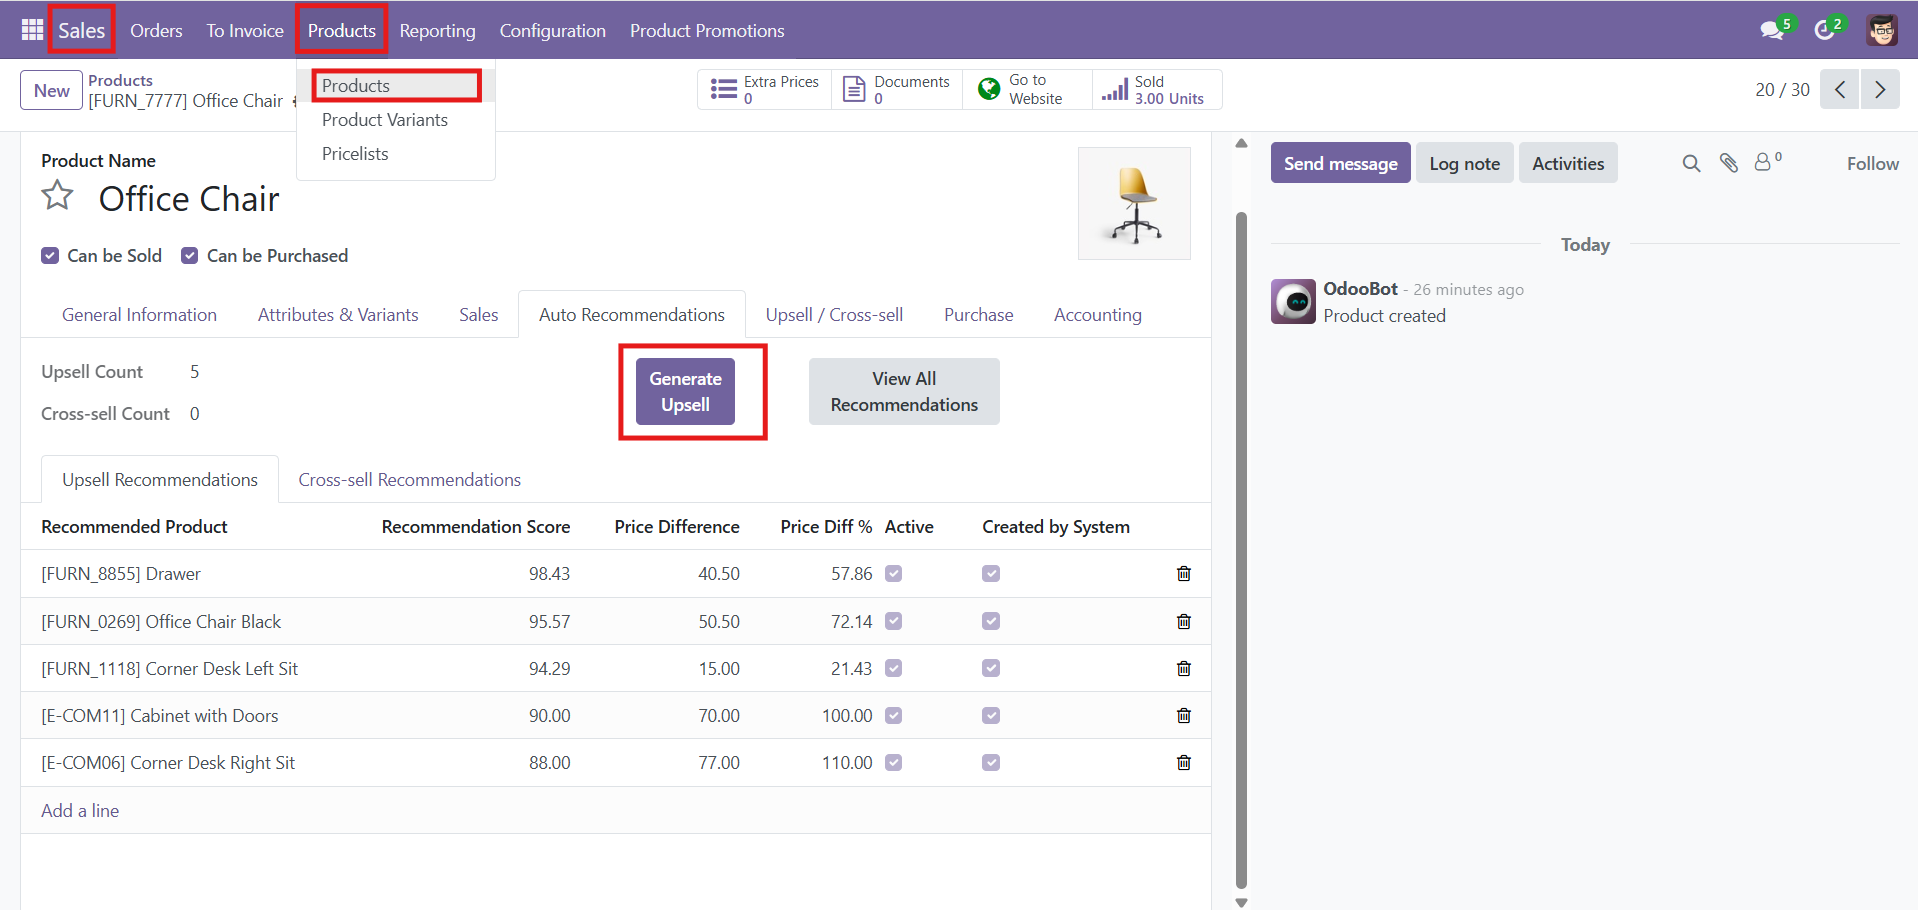 Sales Orders To Invoice Products Reporting Configuration Product Promotions 5 2
New Products
[FURN_7777] Office Chair
Products
Product Variants
Pricelists
Extra Prices
0
Documents
0
Go to
Website
Sold
3.00 Units
20 / 30
Product Name
Office Chair
Can be Sold Can be Purchased
General Information Attributes & Variants Sales Auto Recommendations Upsell / Cross-sell Purchase Accounting
Upsell Count 5
Cross-sell Count 0
Generate
Upsell
View All
Recommendations
Upsell Recommendations Cross-sell Recommendations
Recommended Product Recommendation Score Price Difference Price Diff % Active Created by System
[FURN_8855] Drawer 98.43 40.50 57.86
[FURN_0269] Office Chair Black 95.57 50.50 72.14
[FURN_1118] Corner Desk Left Sit 94.29 15.00 21.43
[E-COM11] Cabinet with Doors 90.00 70.00 100.00
[E-COM06] Corner Desk Right Sit 88.00 77.00 110.00
Add a line
Send message Log note Activities 0 Follow
Today
OdooBot - 26 minutes ago
Product created